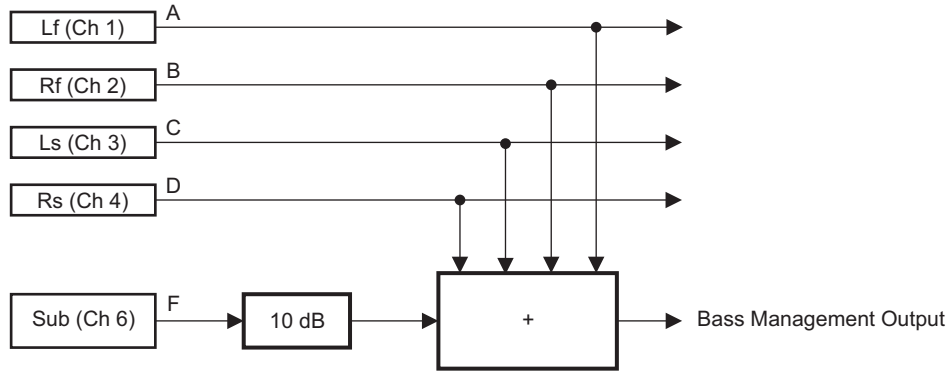 A
Lf (Ch 1)
B
Rf (Ch 2)
C
Ls (Ch 3)
D
Rs (Ch 4)
F
Sub (Ch 6)
10 dB
+
Bass Management Output